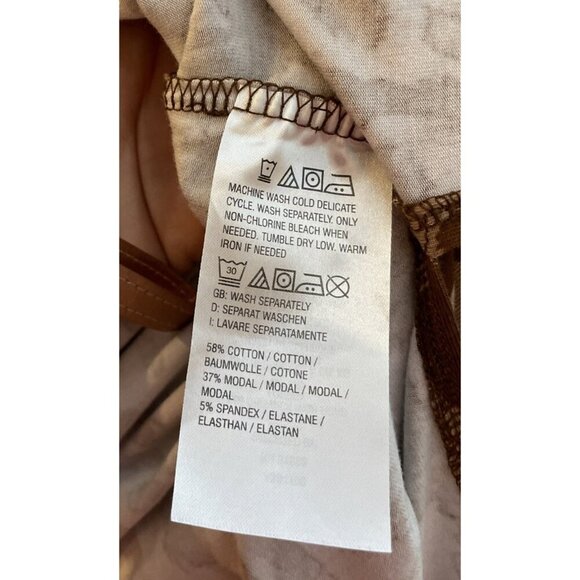 MACHINE WASH COLD DELICATE
CYCLE. WASH SEPARATELY. ONLY
NON-CHLORINE BLEACH WHEN
NEEDED. TUMBLE DRY LOW. WARM
IRON IF NEEDED
30
GB: WASH SEPARATELY
D: SEPARAT WASCHEN
I: LAVARE SEPARATAMENTE
58% COTTON / COTTON /
BAUMWOLLE / COTONE
37% MODAL / MODAL / MODAL /
MODAL
5% SPANDEX / ELASTANE /
ELASTHAN / ELASTAN